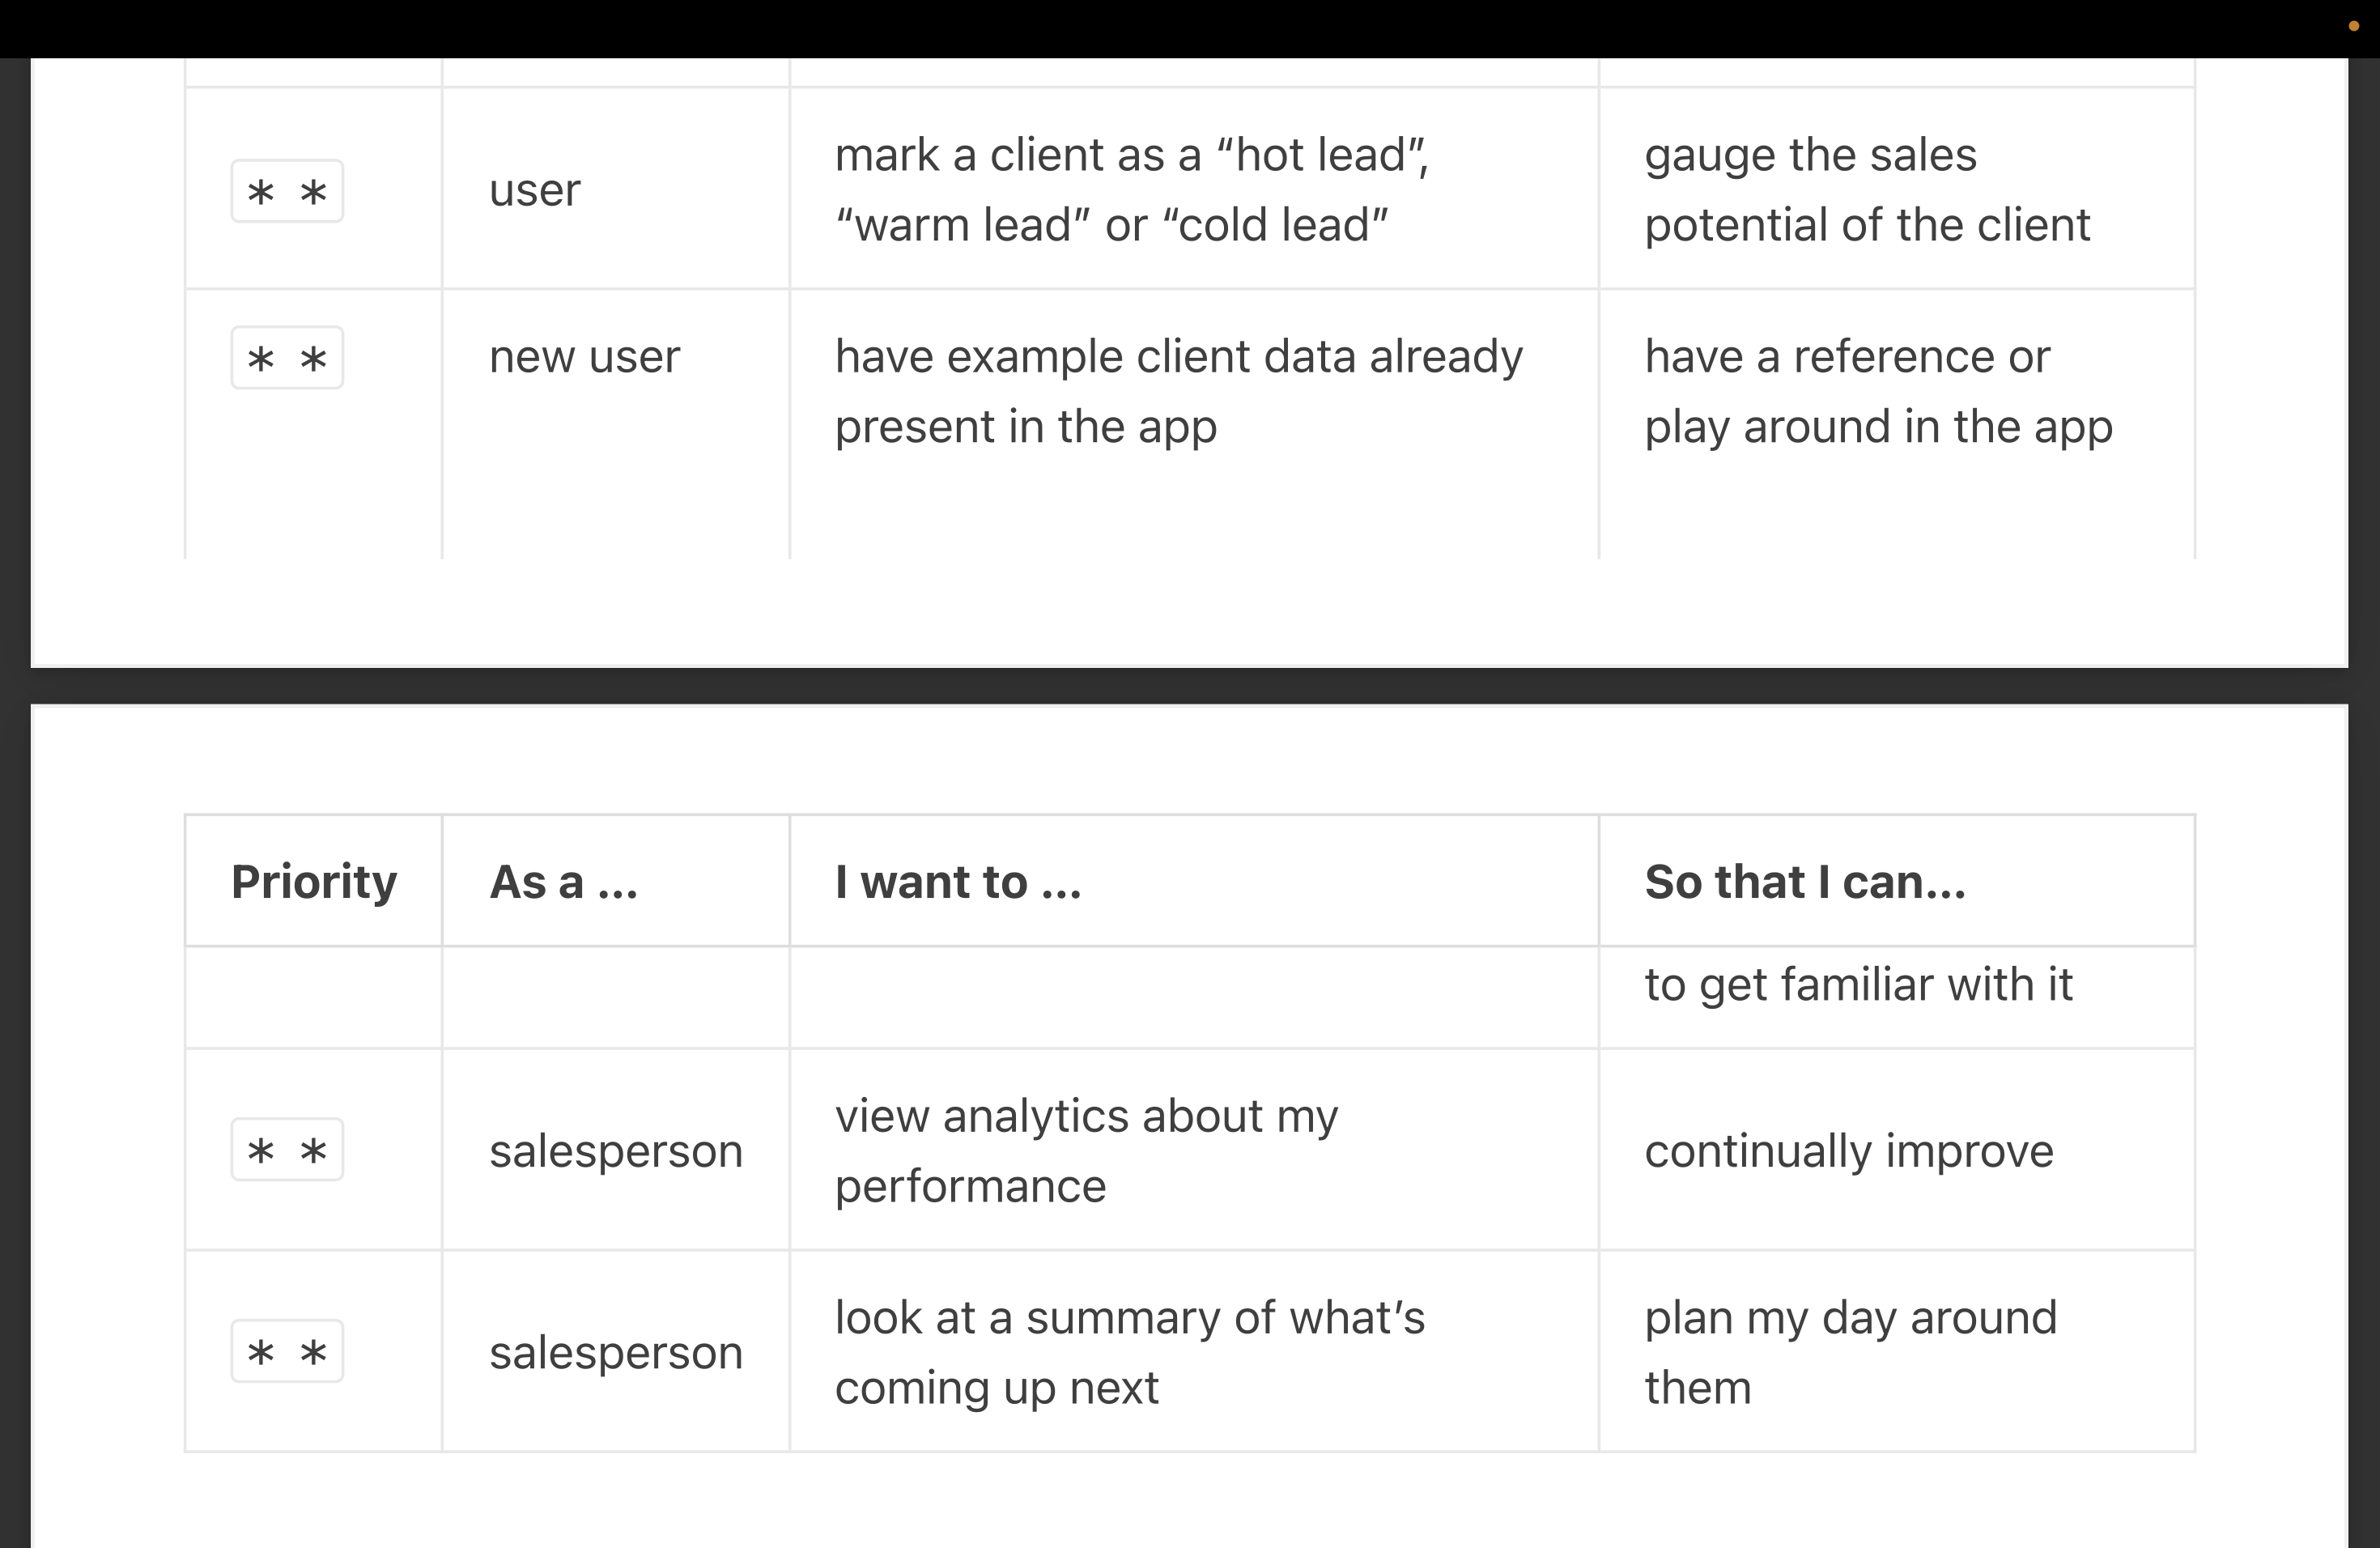 * * user mark a client as a “hot lead”, gauge the sales
“warm lead” or “cold lead” potential of the client
* * new user have example client data already have a reference or
present in the app play around in the app
Priority As a ... I want to ... So that I can...
to get familiar with it
* * salesperson view analytics about my continually improve
performance
* * salesperson look at a summary of what’s plan my day around
coming up next them